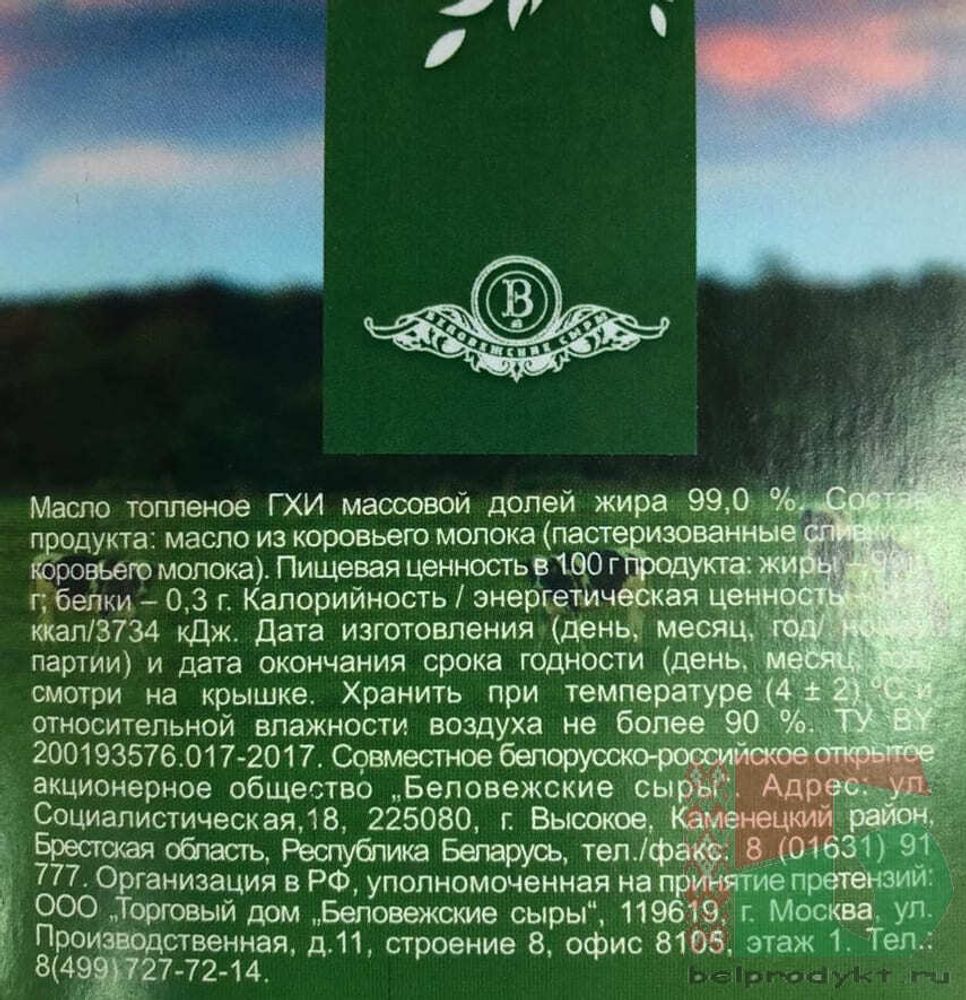 В
БЕЛОВЕЖСКИЕ СЫРЫ
Масло топленое ГХИ массовой долей жира 99,0 %. Состав
продукта: масло из коровьего молока (пастеризованные сливки из
коровьего молока). Пищевая ценность в 100 г продукта: жиры –
г; белки – 0,3 г. Калорийность / энергетическая ценность
ккал/3734 кДж. Дата изготовления (день, месяц, год/ номер
партии) и дата окончания срока годности (день, месяц, год)
смотри на крышке. Хранить при температуре (4 ± 2) °С и
относительной влажности воздуха не более 90 %. ТУ BY
200193576.017-2017. Совместное белорусско-российское открытое
акционерное общество „Беловежские сыры". Адрес: ул.
Социалистическая,18, 225080, г. Высокое, Каменецкий район,
Брестская область, Республика Беларусь, тел./факс: 8 (01631) 91
777. Организация в РФ, уполномоченная на принятие претензий:
ООО „Торговый дом „Беловежские сыры", 119619, г. Москва, ул.
Производственная, д.11, строение 8, офис 8105, этаж 1. Тел.:
8(499)727-72-14.
belprodykt.ru